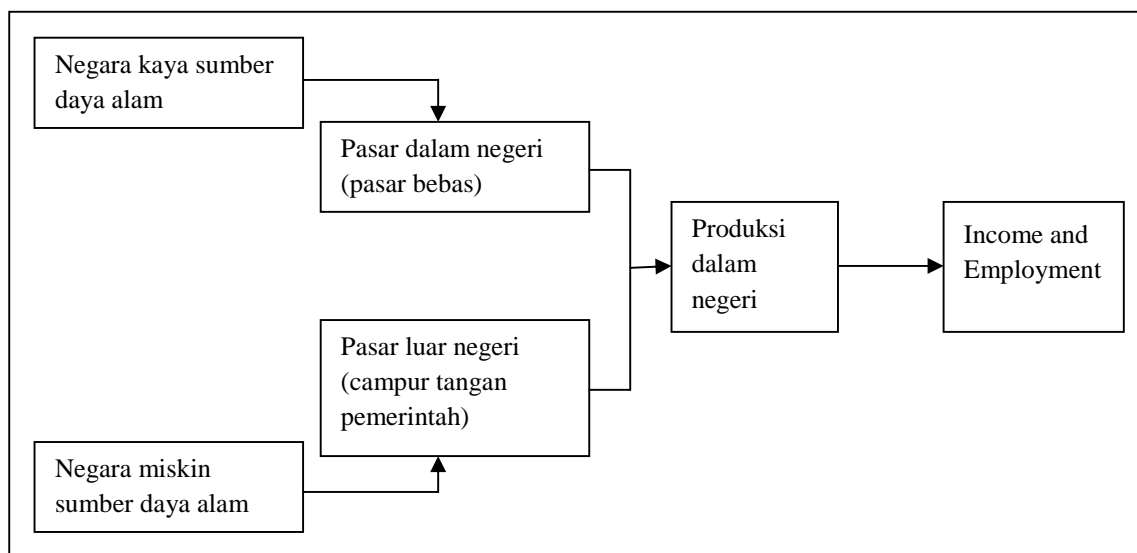 Negara kaya sumber
daya alam
Pasar dalam negeri
(pasar bebas)
Produksi
dalam
negeri
Income and
Employment
Pasar luar negeri
(campur tangan
pemerintah)
Negara miskin
sumber daya alam